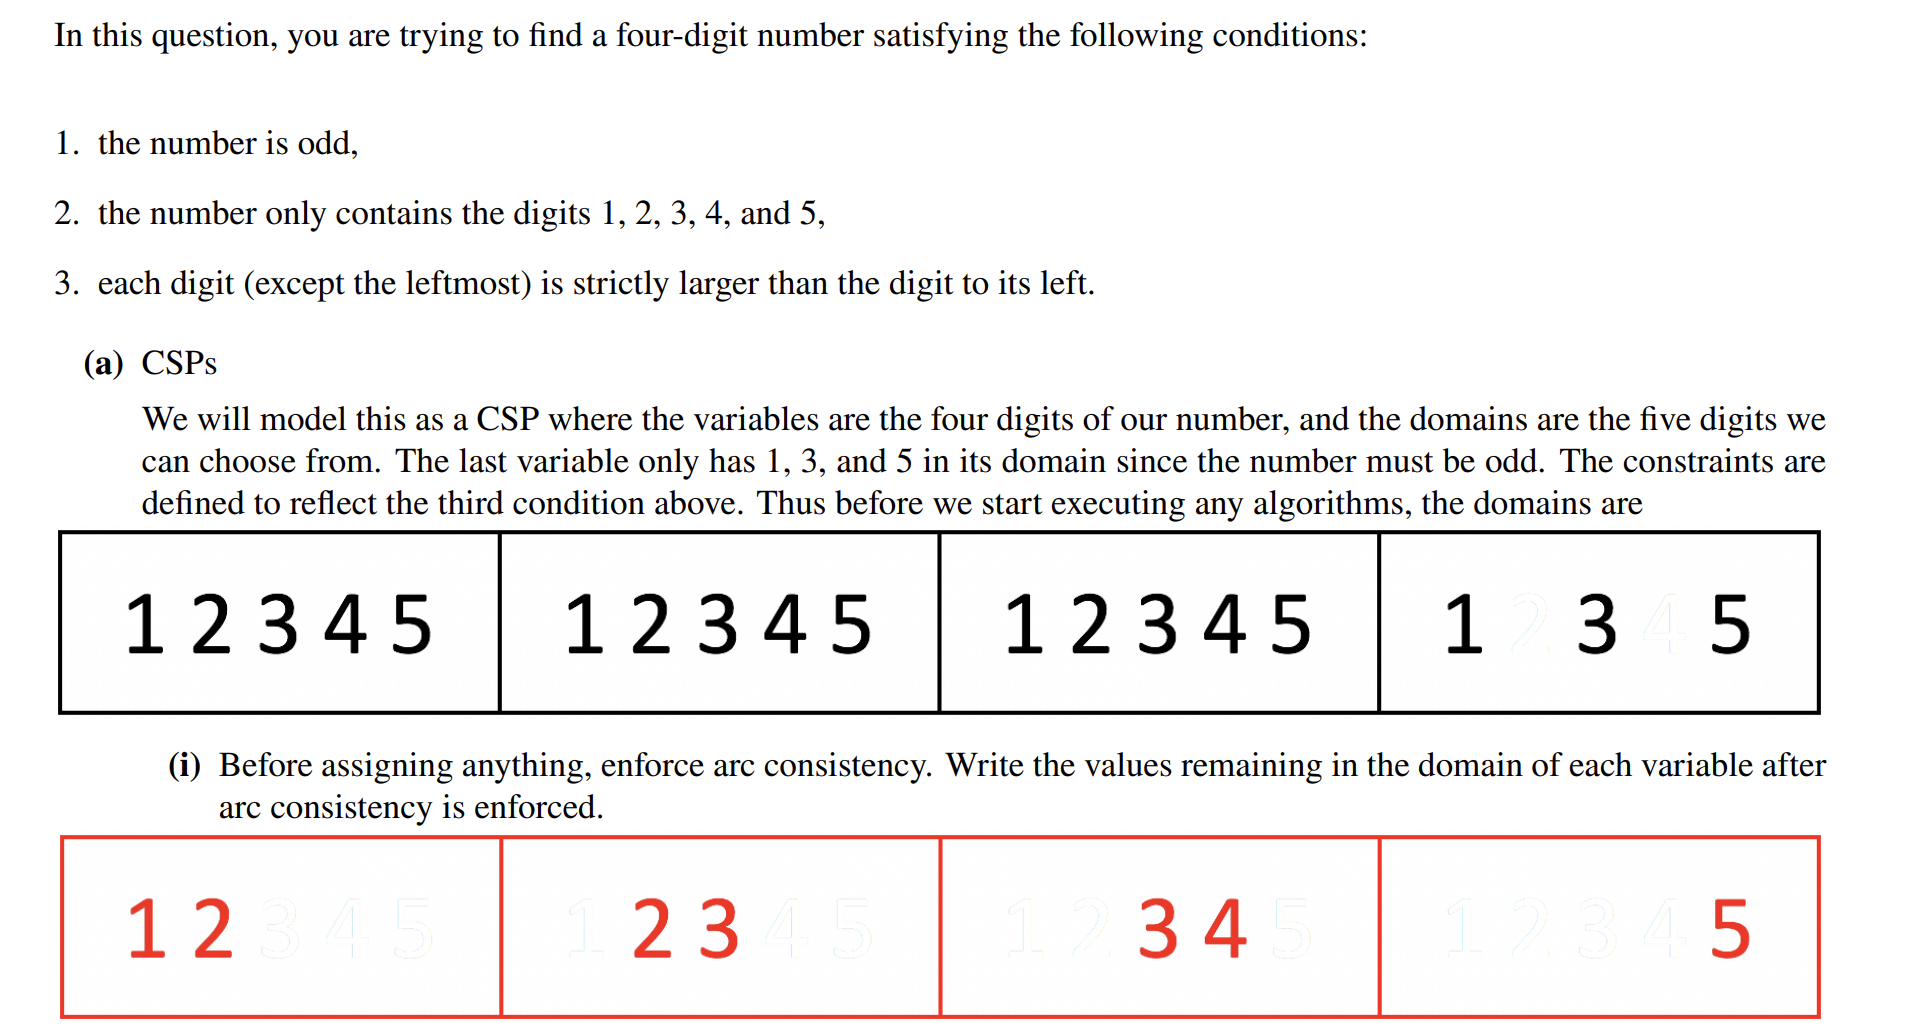 In this question, you are trying to find a four-digit number satisfying the following conditions:
1. the number is odd,
2. the number only contains the digits 1, 2, 3, 4, and 5,
3. each digit (except the leftmost) is strictly larger than the digit to its left.
(a) CSPs
We will model this as a CSP where the variables are the four digits of our number, and the domains are the five digits we
can choose from. The last variable only has 1, 3, and 5 in its domain since the number must be odd. The constraints are
defined to reflect the third condition above. Thus before we start executing any algorithms, the domains are
1 2 3 4 5 1 2 3 4 5 1 2 3 4 5 1 3 5
(i) Before assigning anything, enforce arc consistency. Write the values remaining in the domain of each variable after
arc consistency is enforced.
1 2 2 3 3 4 5